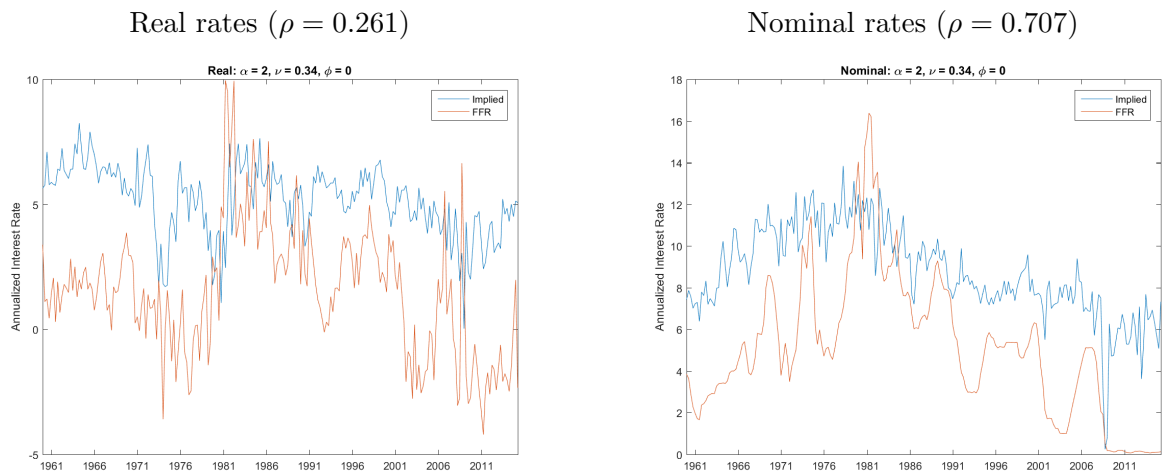 Real rates (ρ = 0.261)
Real: α = 2, ν = 0.34, ϕ = 0
Implied
FFR
Annualized Interest Rate
10
5
0
-5
1961 1966 1971 1976 1981 1986 1991 1996 2001 2006 2011
Nominal rates (ρ = 0.707)
Nominal: α = 2, ν = 0.34, ϕ = 0
Implied
FFR
Annualized Interest Rate
18
16
14
12
10
8
6
4
2
0
1961 1966 1971 1976 1981 1986 1991 1996 2001 2006 2011